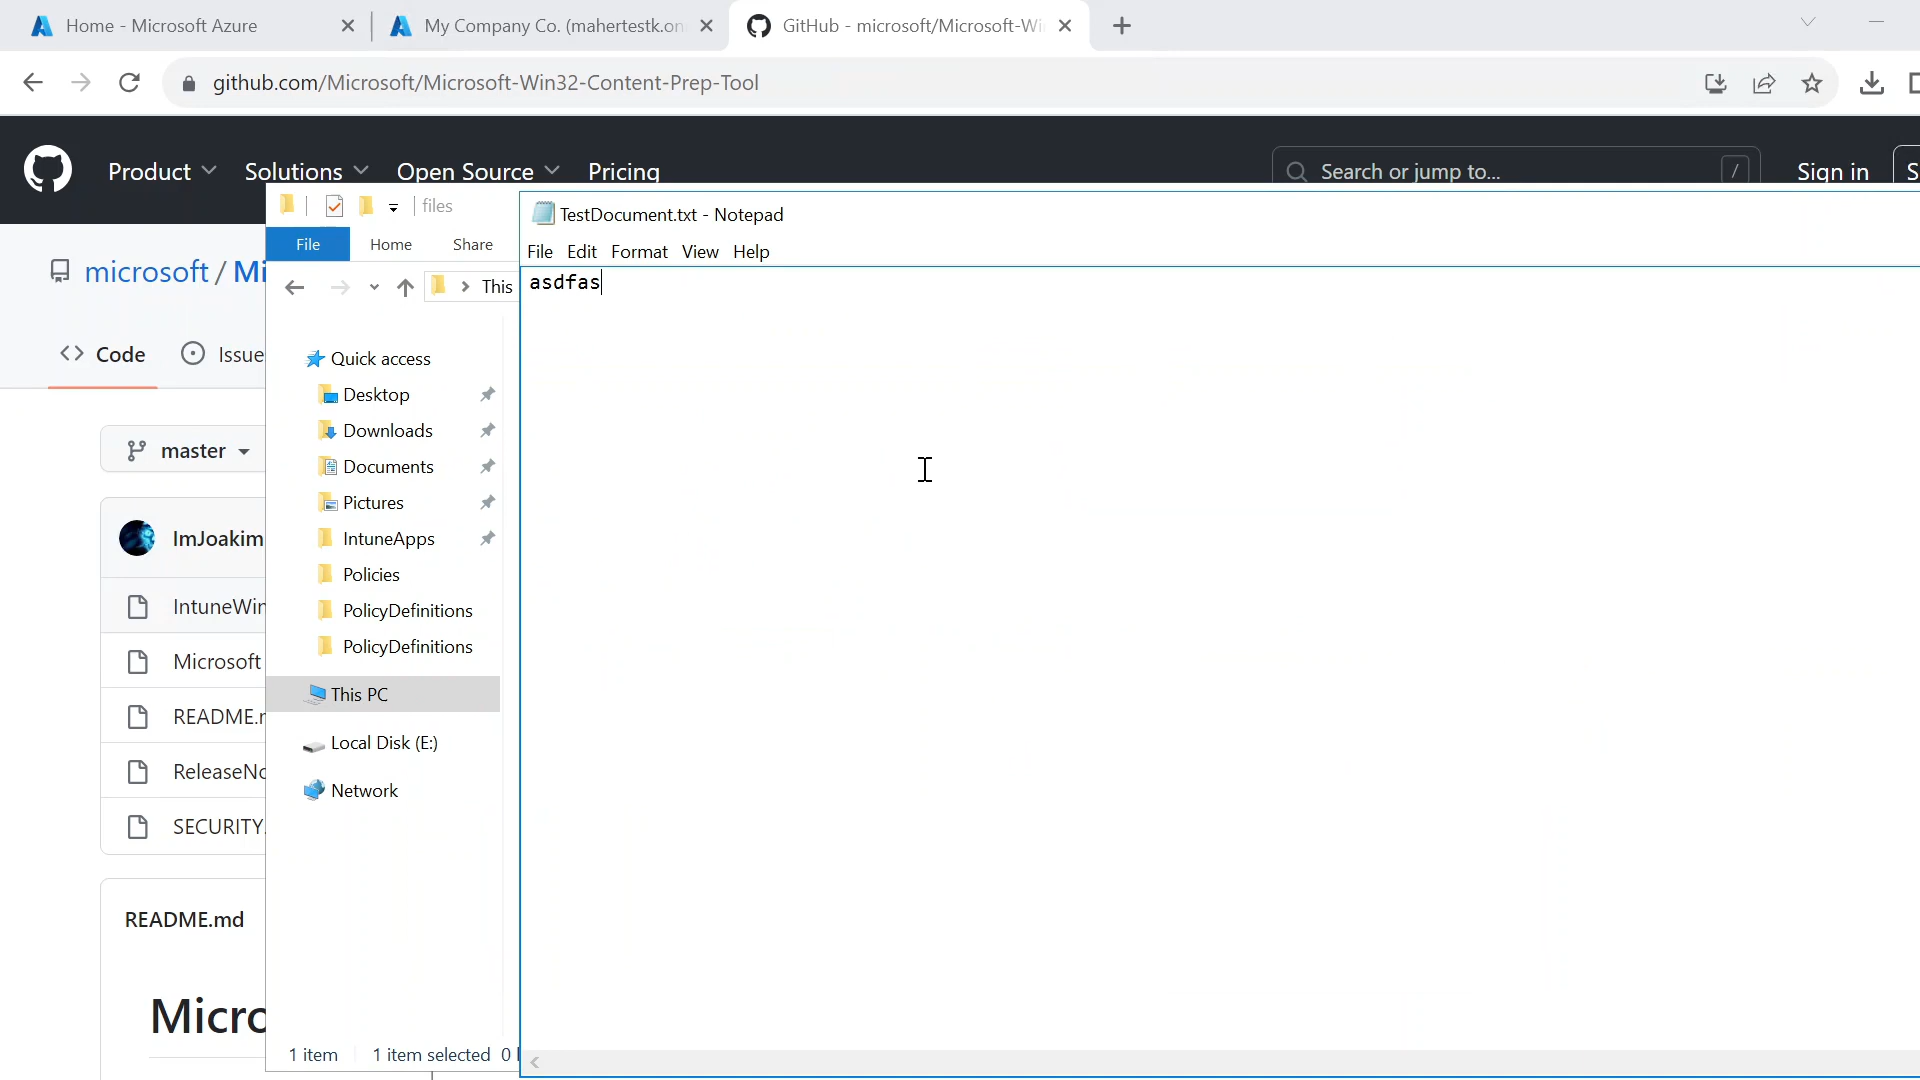 Home - Microsoft Azure
My Company Co. (mahertestk.on
GitHub - microsoft/Microsoft-Wi
github.com/Microsoft/Microsoft-Win32-Content-Prep-Tool
Product
Solutions
Open Source
Pricing
Search or jump to...
/
Sign in
S
files
TestDocument.txt - Notepad
File
Home
Share
File Edit Format View Help
microsoft / Mi
This
asdfas
Code
Issue
Quick access
Desktop
Downloads
Documents
Pictures
IntuneApps
Policies
PolicyDefinitions
PolicyDefinitions
This PC
Local Disk (E:)
Network
master
ImJoakim
IntuneWin
Microsoft
README.m
ReleaseNo
SECURITY.
README.md
Micro
1 item
1 item selected 0